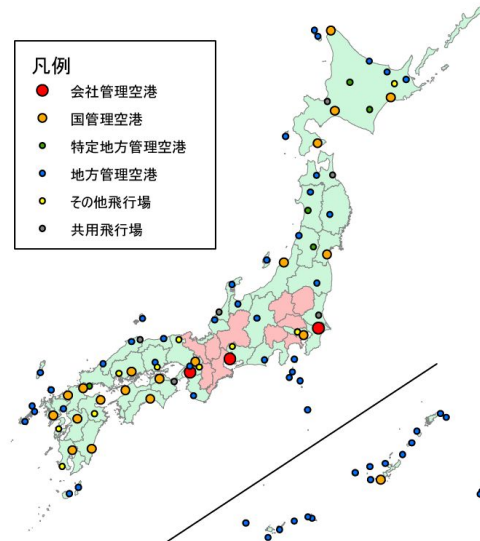 凡例
会社管理空港
国管理空港
特定地方管理空港
地方管理空港
その他飛行場
共用飛行場